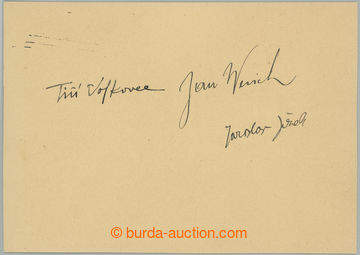 Jiří Voskovec Jan Werich
Jaroslav Ježek
© burda-auction.com